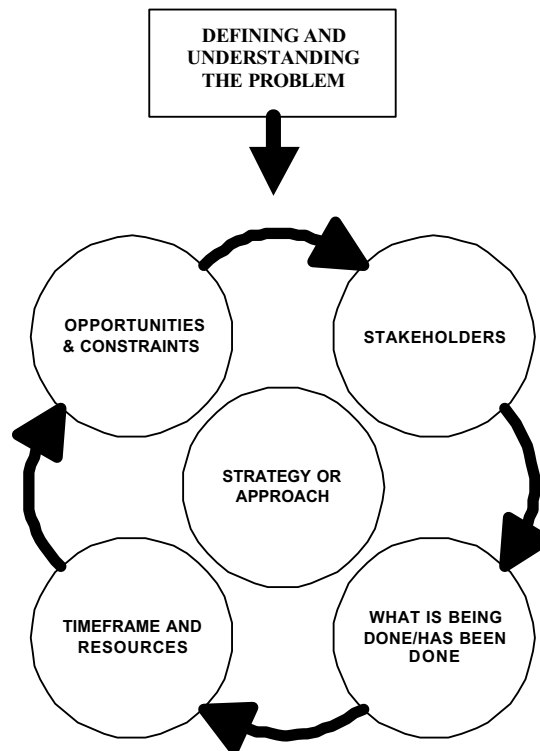 DEFINING AND
UNDERSTANDING
THE PROBLEM
OPPORTUNITIES
& CONSTRAINTS
STAKEHOLDERS
STRATEGY OR
APPROACH
TIMEFRAME AND
RESOURCES
WHAT IS BEING
DONE/HAS BEEN
DONE